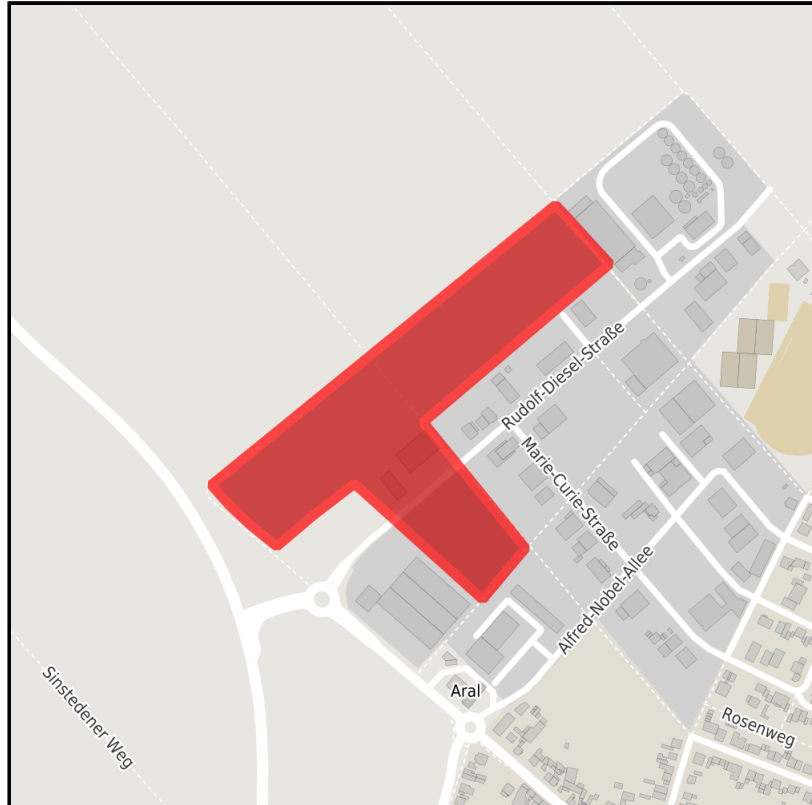 Rudolf-Diesel-Straße
Marie-Curie-Straße
Alfred-Nobel-Allee
Sinstedener Weg
Aral
Rosenweg